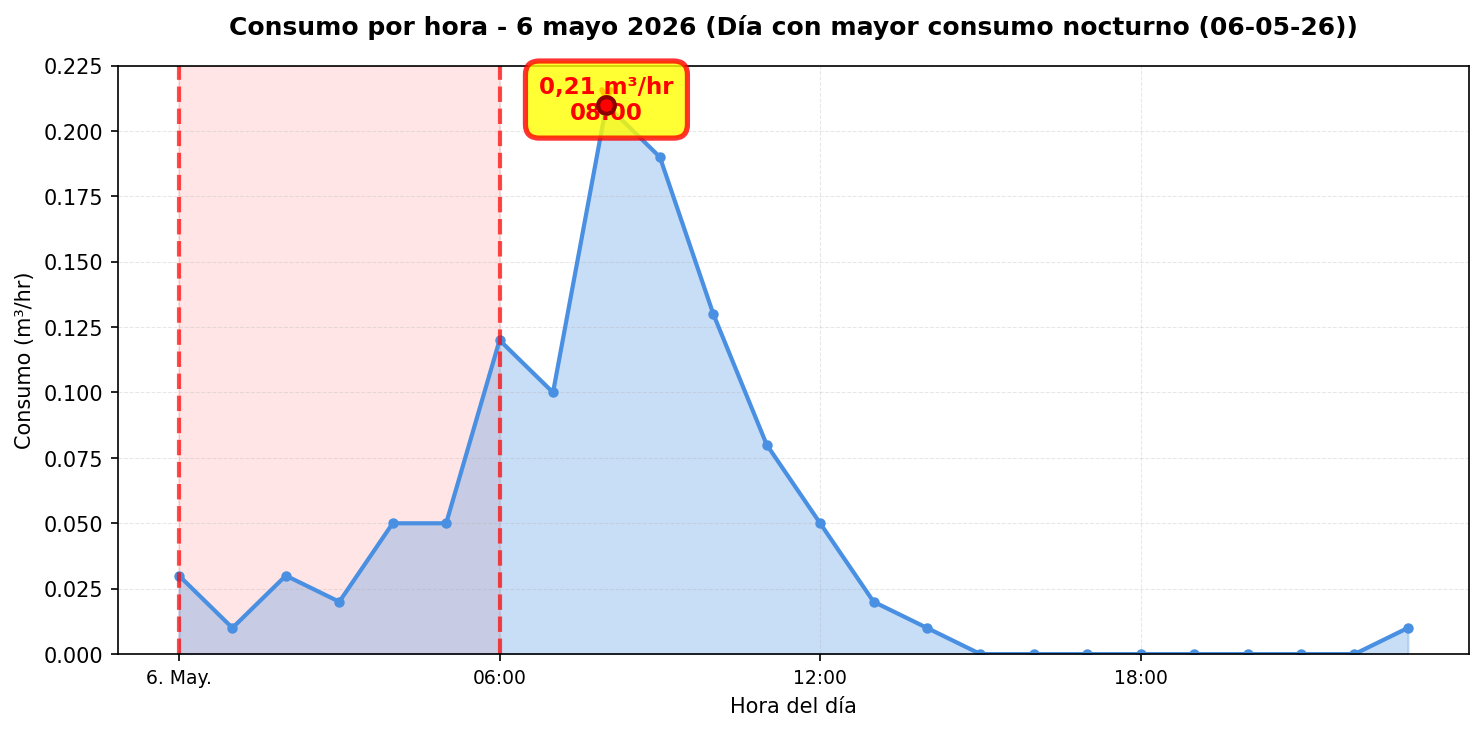 Consumo por hora - 6 mayo 2026 (Día con mayor consumo nocturno (06-05-26))
0,21 m³/hr
08:00
Consumo (m³/hr)
0.225
0.200
0.175
0.150
0.125
0.100
0.075
0.050
0.025
0.000
6. May.
06:00
12:00
18:00
Hora del día